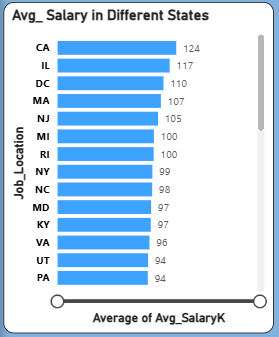 Avg_ Salary in Different States
Job_Location
CA 124
IL 117
DC 110
MA 107
NJ 105
MI 100
RI 100
NY 99
NC 98
MD 97
KY 97
VA 96
UT 94
PA 94
Average of Avg_SalaryK